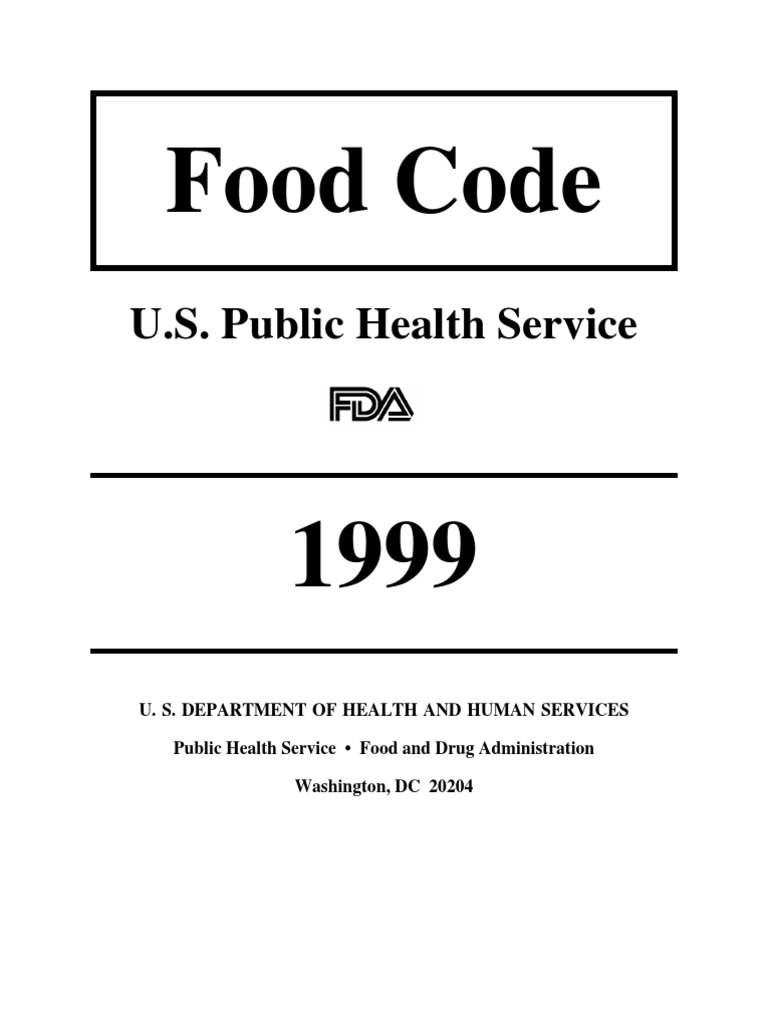 Food Code
U.S. Public Health Service
FDA
1999
U. S. DEPARTMENT OF HEALTH AND HUMAN SERVICES
Public Health Service • Food and Drug Administration
Washington, DC 20204